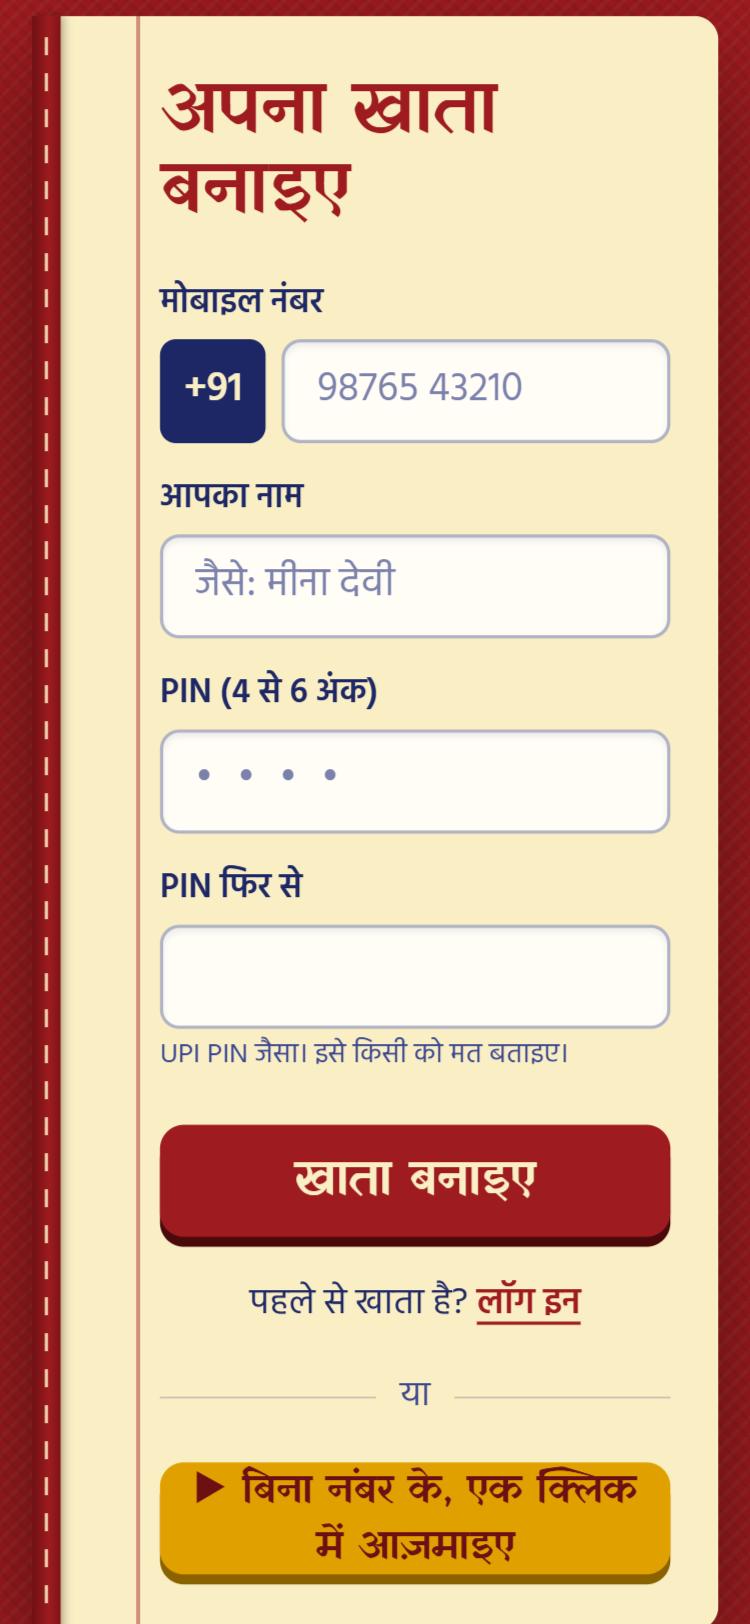 अपना खाता
बनाइए
मोबाइल नंबर
+91 98765 43210
आपका नाम
जैसे: मीना देवी
PIN (4 से 6 अंक)
• • • •
PIN फिर से
UPI PIN जैसा। इसे किसी को मत बताइए।
खाता बनाइए
पहले से खाता है? लॉग इन
या
▶ बिना नंबर के, एक क्लिक
में आज़माइए